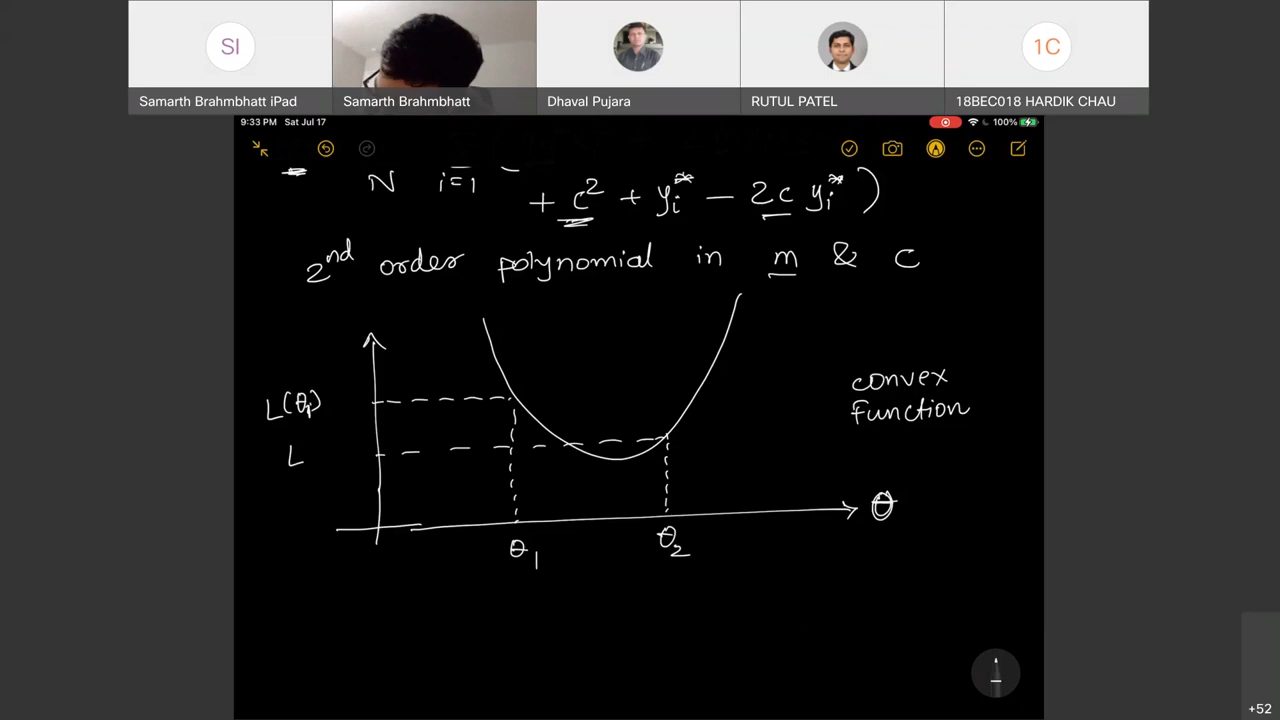 SI
1C
Samarth Brahmbhatt iPad
Samarth Brahmbhatt
Dhaval Pujara
RUTUL PATEL
18BEC018 HARDIK CHAU
9:33 PM Sat Jul 17
100%
N i=1
+ c² + yᵢ* − 2c yᵢ* )
2nd order polynomial in m & c
convex
L(θ₁)
function
L
θ
θ₁ θ₂
+52